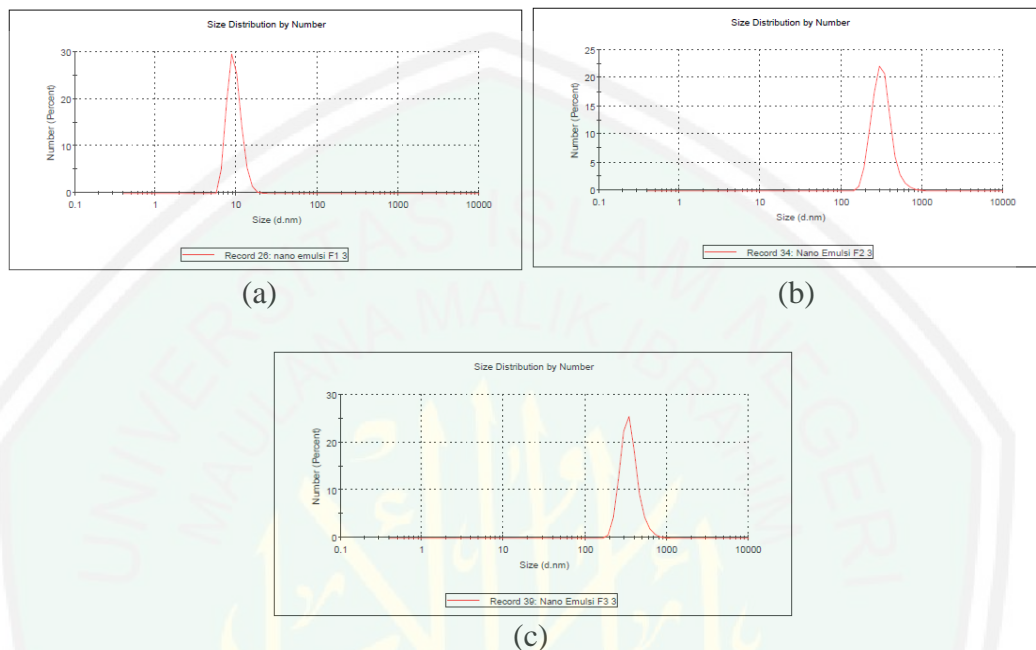 Size Distribution by Number
30
20
10
0
0.1 1 10 100 1000 10000
Number (Percent)
Size (d.nm)
Record 26: nano emulsi F1 3
(a)
Size Distribution by Number
25
20
15
10
5
0
0.1 1 10 100 1000 10000
Number (Percent)
Size (d.nm)
Record 34: Nano Emulsi F2 3
(b)
Size Distribution by Number
30
20
10
0
0.1 1 10 100 1000 10000
Number (Percent)
Size (d.nm)
Record 39: Nano Emulsi F3 3
(c)
UNIVERSITAS ISLAM NEGERI
MAULANA MALIK IBRAHIM